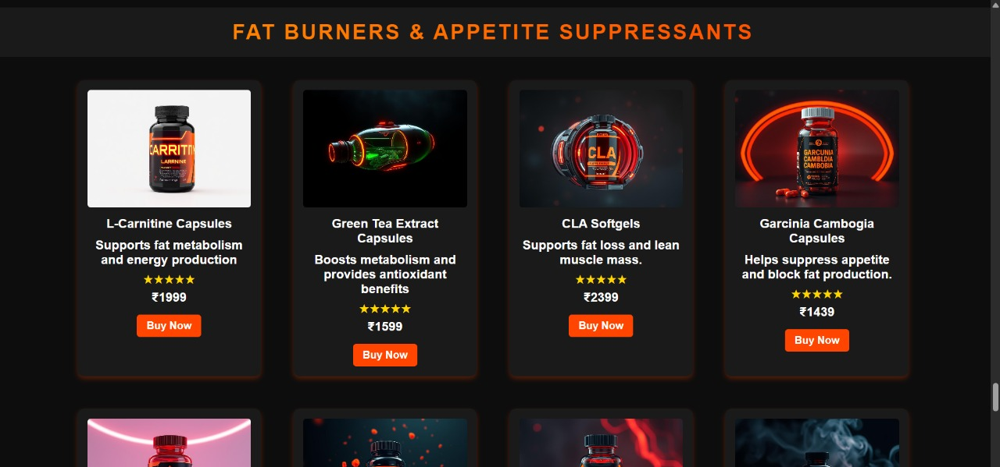 FAT BURNERS & APPETITE SUPPRESSANTS
CARRITIN
LARRNINE
CLA
GARCUNIA
CAMBLDIA
CAMBOBIA
L-Carnitine Capsules
Supports fat metabolism
and energy production
★★★★★
₹1999
Buy Now
Green Tea Extract
Capsules
Boosts metabolism and
provides antioxidant
benefits
★★★★★
₹1599
Buy Now
CLA Softgels
Supports fat loss and lean
muscle mass.
★★★★★
₹2399
Buy Now
Garcinia Cambogia
Capsules
Helps suppress appetite
and block fat production.
★★★★★
₹1439
Buy Now